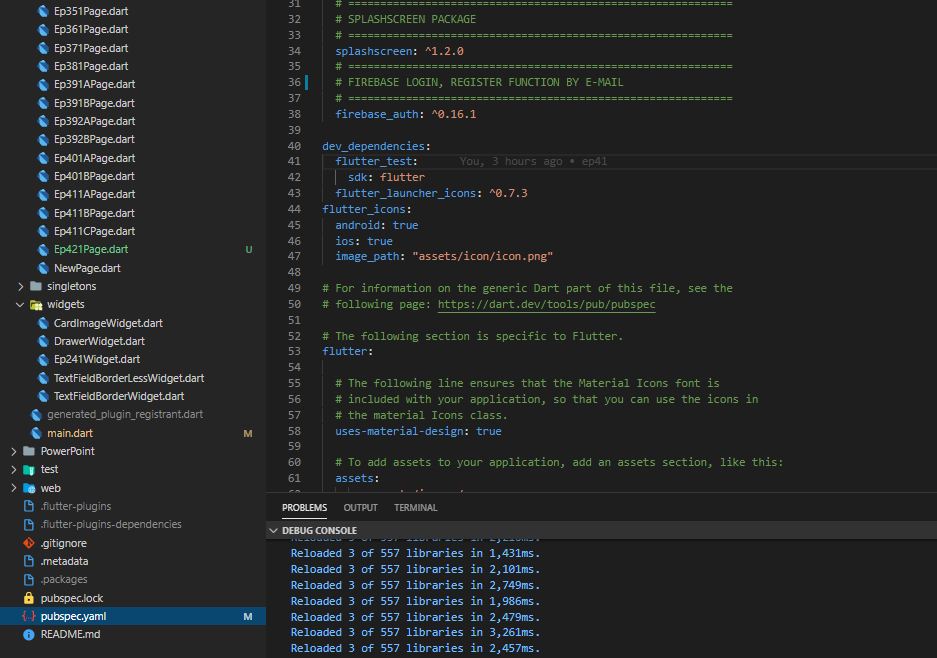 Ep351Page.dart
Ep361Page.dart
Ep371Page.dart
Ep381Page.dart
Ep391APage.dart
Ep391BPage.dart
Ep392APage.dart
Ep392BPage.dart
Ep401APage.dart
Ep401BPage.dart
Ep411APage.dart
Ep411BPage.dart
Ep411CPage.dart
Ep421Page.dart U
NewPage.dart
singletons
widgets
CardImageWidget.dart
DrawerWidget.dart
Ep241Widget.dart
TextFieldBorderLessWidget.dart
TextFieldBorderWidget.dart
generated_plugin_registrant.dart
main.dart M
PowerPoint
test
web
.flutter-plugins
.flutter-plugins-dependencies
.gitignore
.metadata
.packages
pubspec.lock
pubspec.yaml M
README.md
31 # ============================================================
32 # SPLASHSCREEN PACKAGE
33 # ============================================================
34 splashscreen: ^1.2.0
35 # ============================================================
36 # FIREBASE LOGIN, REGISTER FUNCTION BY E-MAIL
37 # ============================================================
38 firebase_auth: ^0.16.1
39
40 dev_dependencies:
41 flutter_test: You, 3 hours ago • ep41
42 sdk: flutter
43 flutter_launcher_icons: ^0.7.3
44 flutter_icons:
45 android: true
46 ios: true
47 image_path: "assets/icon/icon.png"
48
49 # For information on the generic Dart part of this file, see the
50 # following page: https://dart.dev/tools/pub/pubspec
51
52 # The following section is specific to Flutter.
53 flutter:
54
55 # The following line ensures that the Material Icons font is
56 # included with your application, so that you can use the icons in
57 # the material Icons class.
58 uses-material-design: true
59
60 # To add assets to your application, add an assets section, like this:
61 assets:
PROBLEMS OUTPUT TERMINAL
DEBUG CONSOLE
Reloaded 3 of 557 libraries in 1,431ms.
Reloaded 3 of 557 libraries in 2,101ms.
Reloaded 3 of 557 libraries in 2,749ms.
Reloaded 3 of 557 libraries in 1,986ms.
Reloaded 3 of 557 libraries in 2,479ms.
Reloaded 3 of 557 libraries in 3,261ms.
Reloaded 3 of 557 libraries in 2,457ms.